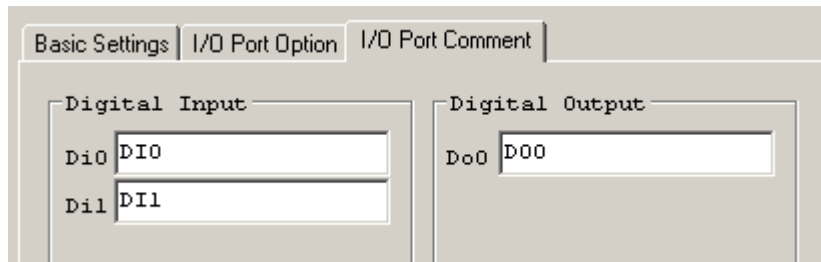 Basic Settings I/O Port Option I/O Port Comment
Digital Input
Di0 DI0
Di1 DI1
Digital Output
Do0 DO0